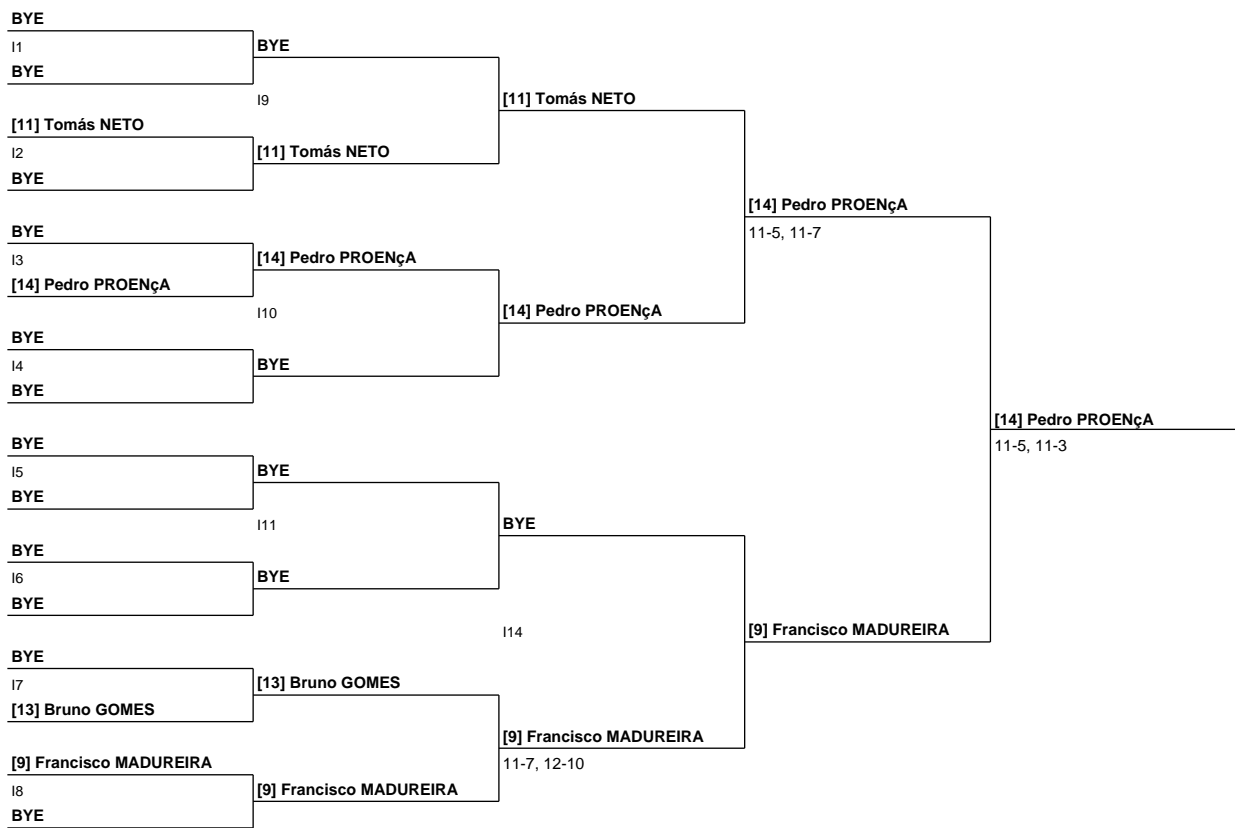 BYE
I1
BYE
BYE
I9
[11] Tomás NETO
[11] Tomás NETO
I2
[11] Tomás NETO
BYE
[14] Pedro PROENçA
11-5, 11-7
BYE
I3
[14] Pedro PROENçA
[14] Pedro PROENçA
I10
[14] Pedro PROENçA
BYE
I4
BYE
BYE
[14] Pedro PROENçA
11-5, 11-3
BYE
I5
BYE
BYE
I11
BYE
BYE
I6
BYE
BYE
I14
[9] Francisco MADUREIRA
BYE
I7
[13] Bruno GOMES
[13] Bruno GOMES
[9] Francisco MADUREIRA
11-7, 12-10
[9] Francisco MADUREIRA
I8
[9] Francisco MADUREIRA
BYE